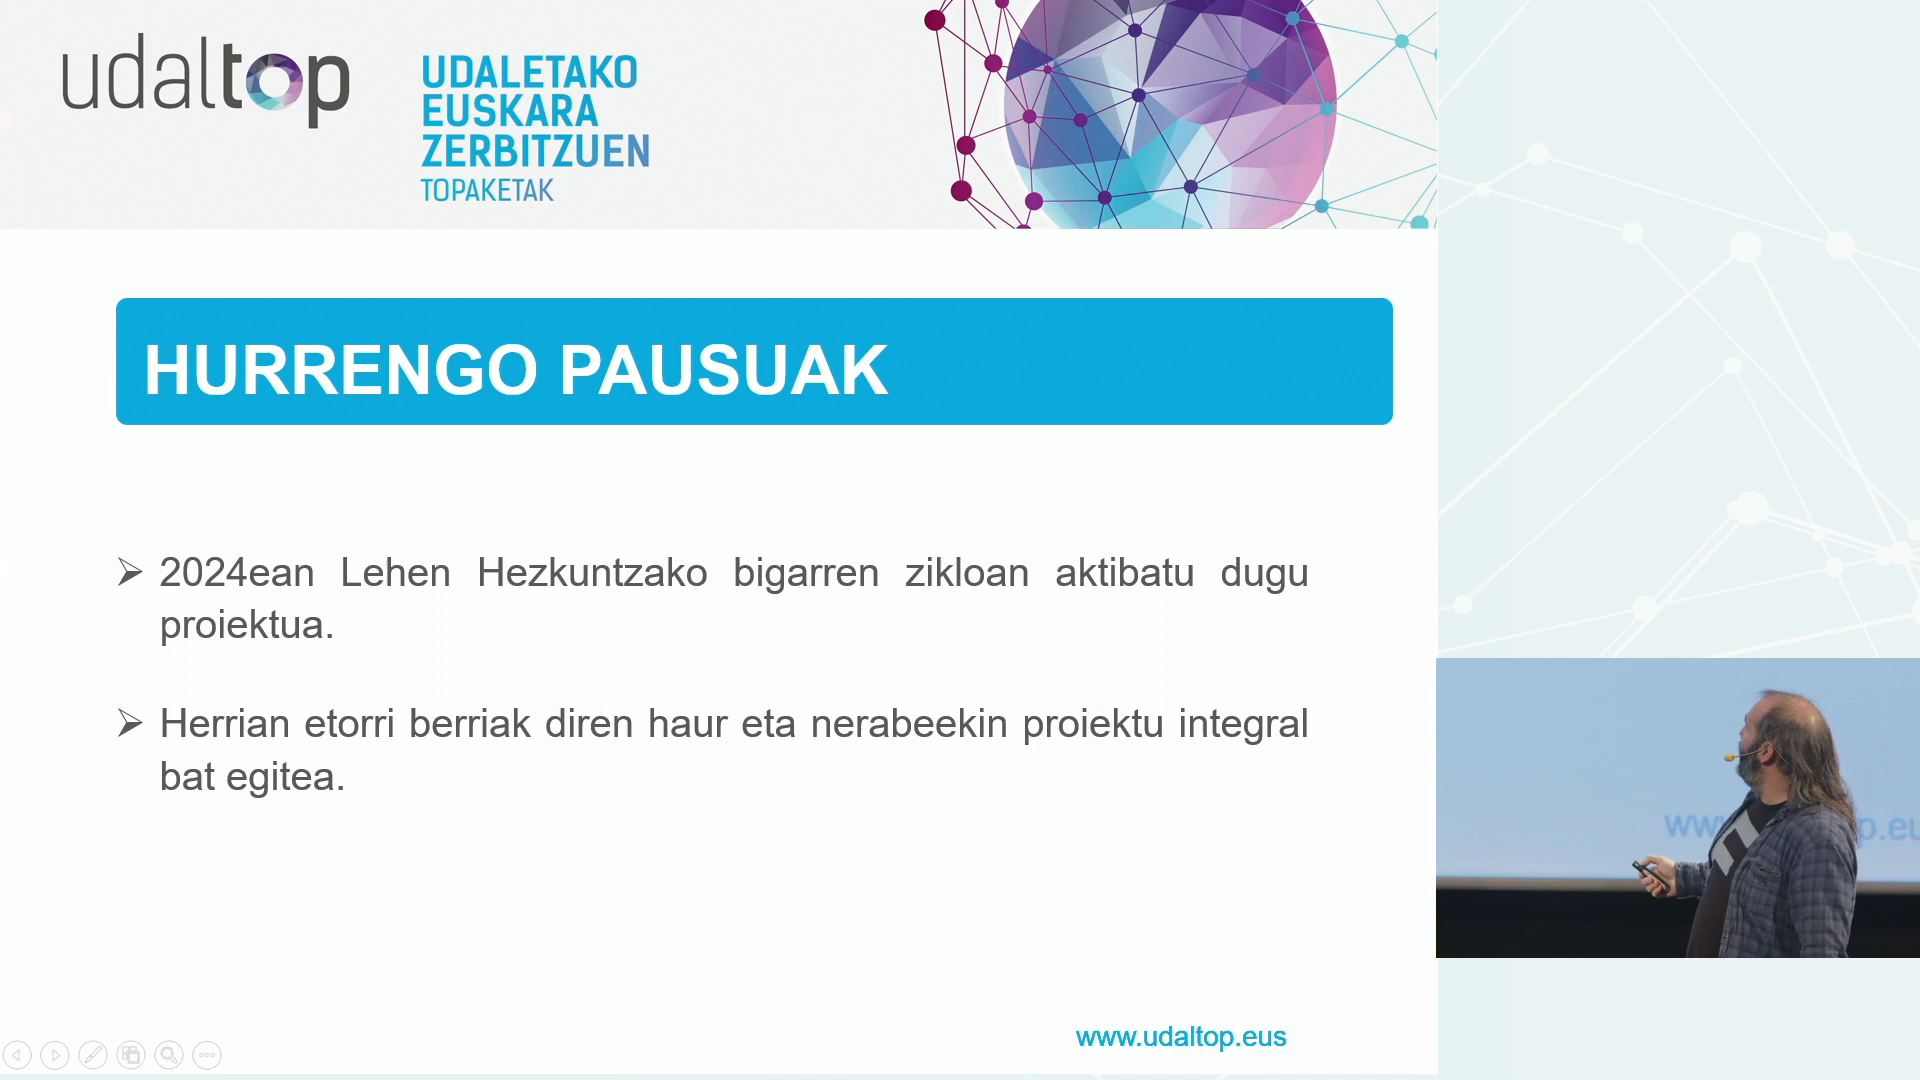 udaltop
UDALETAKO
EUSKARA
ZERBITZUEN
TOPAKETAK
HURRENGO PAUSUAK
➢ 2024ean Lehen Hezkuntzako bigarren zikloan aktibatu dugu
proiektua.
➢ Herrian etorri berriak diren haur eta nerabeekin proiektu integral
bat egitea.
www.udaltop.eus